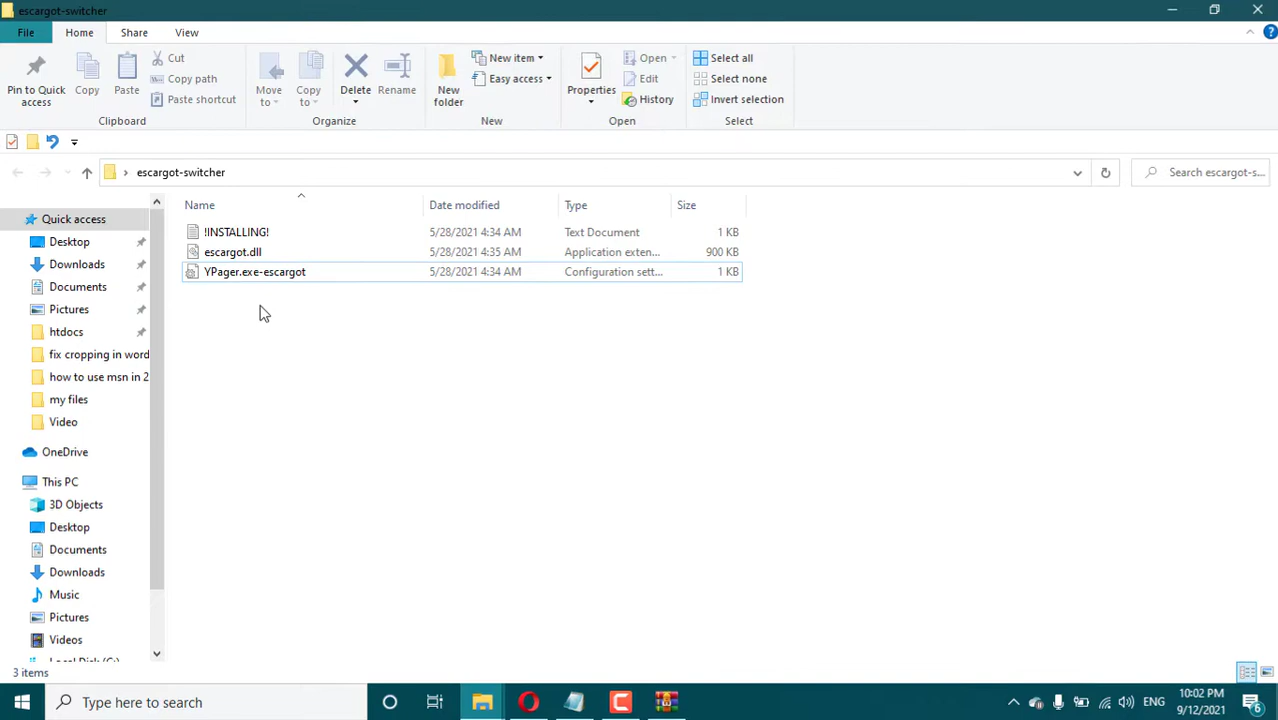 escargot-switcher
File Home Share View
Pin to Quick access
Copy
Paste
Cut
Copy path
Paste shortcut
Clipboard
Move to
Copy to
Delete
Rename
Organize
New folder
New item
Easy access
New
Properties
Open
Edit
History
Open
Select all
Select none
Invert selection
Select
escargot-switcher
Search escargot-s...
Name Date modified Type Size
!INSTALLING! 5/28/2021 4:34 AM Text Document 1 KB
escargot.dll 5/28/2021 4:35 AM Application exten... 900 KB
YPager.exe-escargot 5/28/2021 4:34 AM Configuration sett... 1 KB
Quick access
Desktop
Downloads
Documents
Pictures
htdocs
fix cropping in word
how to use msn in 2
my files
Video
OneDrive
This PC
3D Objects
Desktop
Documents
Downloads
Music
Pictures
Videos
Local Disk (C:)
3 items
Type here to search
ENG
10:02 PM
9/12/2021
6